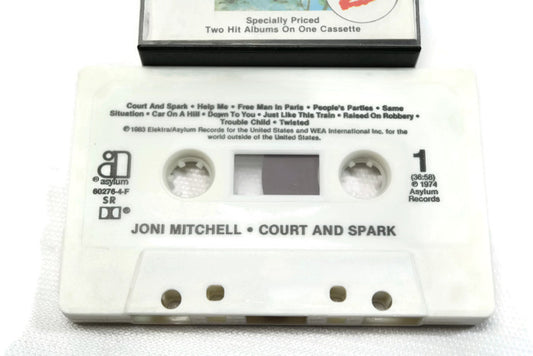 Specially Priced
Two Hit Albums On One Cassette
Court And Spark • Help Me • Free Man In Paris • People's Parties • Same
Situation • Car On A Hill • Down To You • Just Like This Train • Raised On Robbery •
Trouble Child • Twisted
℗1983 Elektra/Asylum Records for the United States and WEA International Inc. for the
world outside of the United States.
℗ asylum
60276-4-F
SR
1
(36:58)
℗ 1974
Asylum
Records
JONI MITCHELL • COURT AND SPARK